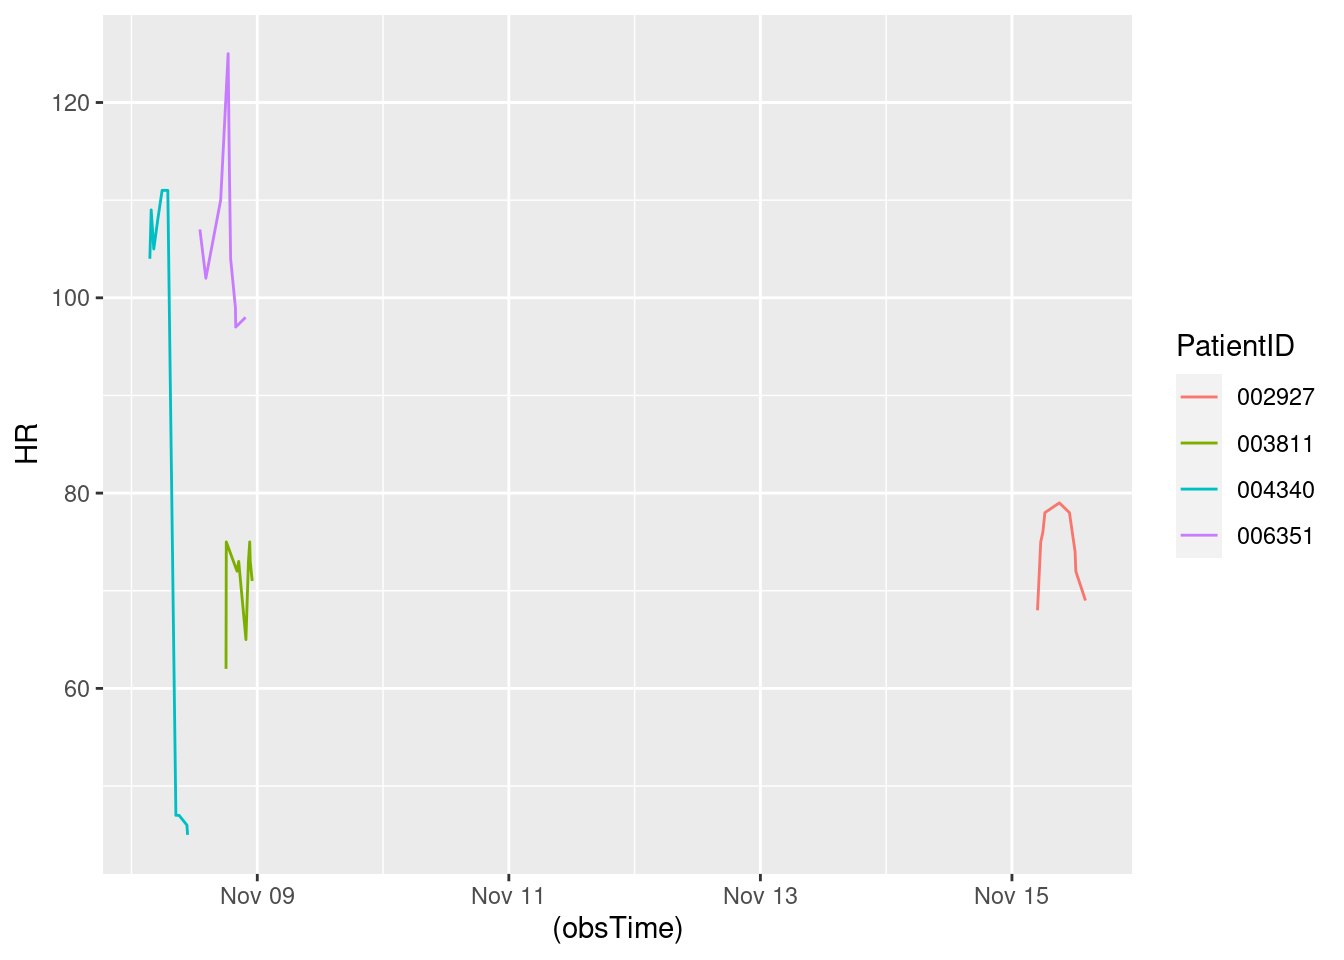 120
100
80
60
HR
Nov 09
Nov 11
Nov 13
Nov 15
(obsTime)
PatientID
002927
003811
004340
006351